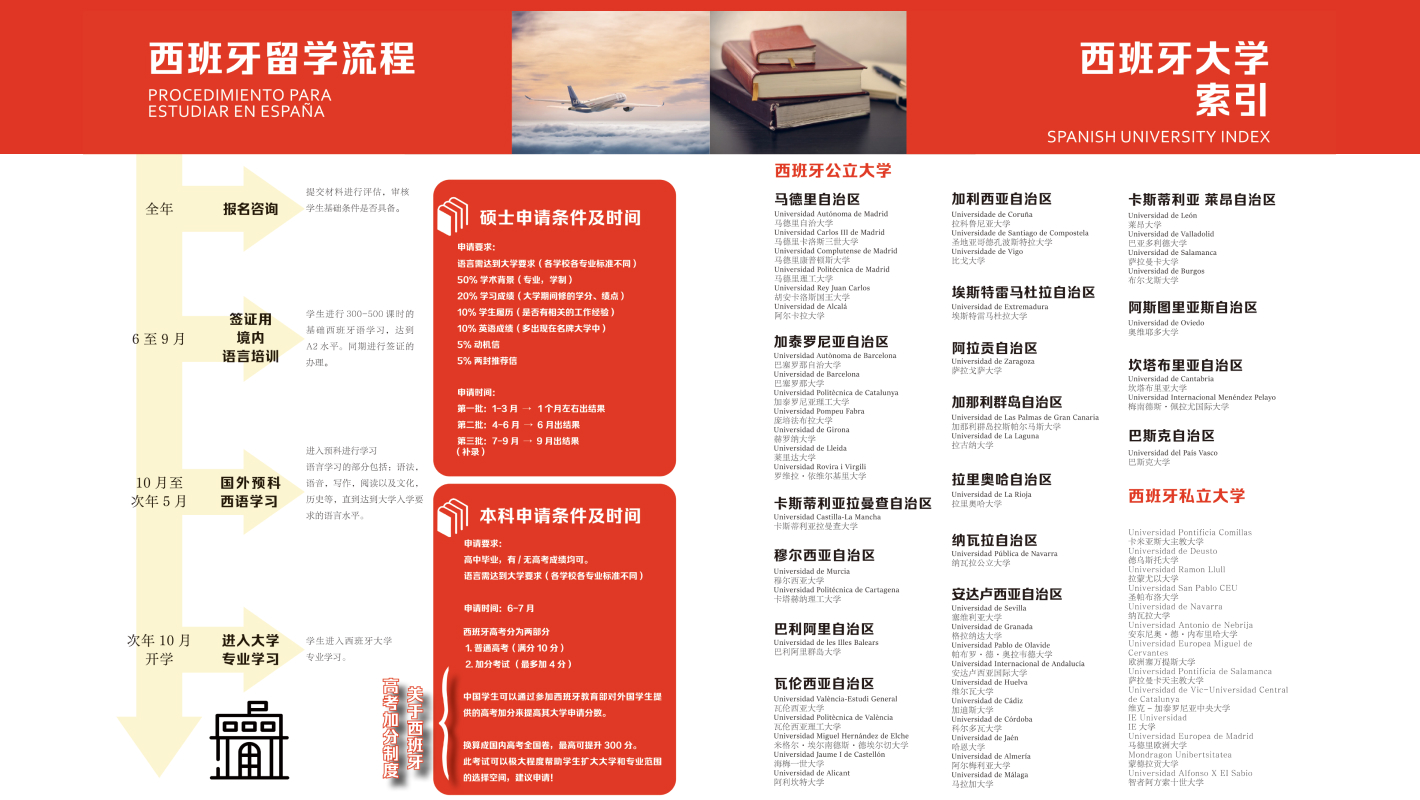 西班牙留学流程
PROCEDIMIENTO PARA
ESTUDIAR EN ESPAÑA
西班牙大学
索引
SPANISH UNIVERSITY INDEX
全年
报名咨询
提交材料进行评估，审核
学生基础条件是否具备。
6 至 9 月
签证用
境内
语言培训
学生进行 300-500 课时的
基础西班牙语学习，达到
A2 水平。同期进行签证的
办理。
10 月至
次年 5 月
国外预科
西语学习
进入预科进行学习
语言学习的部分包括：语法，
语音，写作，阅读以及文化，
历史等，直到达到大学入学要
求的语言水平。
次年 10 月
开学
进入大学
专业学习
学生进入西班牙大学
专业学习。
硕士申请条件及时间
申请要求：
语言需达到大学要求（各学校各专业标准不同）
50% 学术背景（专业，学制）
20% 学习成绩（大学期间修的学分、绩点）
10% 学生履历（是否有相关的工作经验）
10% 英语成绩（多出现在名牌大学中）
5% 动机信
5% 两封推荐信
申请时间：
第一批：1-3 月 → 1 个月左右出结果
第二批：4-6 月 → 6 月出结果
第三批：7-9 月 → 9 月出结果
（补录）
本科申请条件及时间
申请要求：
高中毕业，有 / 无高考成绩均可。
语言需达到大学要求（各学校各专业标准不同）
申请时间：6-7 月
西班牙高考分为两部分
1. 普通高考（满分 10 分）
2. 加分考试 （最多加 4 分）
关于西班牙
高考加分制度
中国学生可以通过参加西班牙教育部对外国学生提
供的高考加分来提高其大学申请分数。
换算成国内高考全国卷，最高可提升 300 分。
此考试可以极大程度帮助学生扩大大学和专业范围
的选择空间，建议申请！
西班牙公立大学
马德里自治区
Universidad Autónoma de Madrid
马德里自治大学
Universidad Carlos III de Madrid
马德里卡洛斯三世大学
Universidad Complutense de Madrid
马德里康普顿斯大学
Universidad Politécnica de Madrid
马德里理工大学
Universidad Rey Juan Carlos
胡安卡洛斯国王大学
Universidad de Alcalá
阿尔卡拉大学
加泰罗尼亚自治区
Universidad Autònoma de Barcelona
巴塞罗那自治大学
Universidad de Barcelona
巴塞罗那大学
Universidad Politècnica de Catalunya
加泰罗尼亚理工大学
Universidad Pompeu Fabra
庞培法布拉大学
Universidad de Girona
赫罗纳大学
Universidad de Lleida
莱里达大学
Universidad Rovira i Virgili
罗维拉・依维尔基里大学
卡斯蒂利亚拉曼查自治区
Universidad Castilla-La Mancha
卡斯蒂利亚拉曼查大学
穆尔西亚自治区
Universidad de Murcia
穆尔西亚大学
Universidad Politécnica de Cartagena
卡塔赫纳理工大学
巴利阿里自治区
Universidad de les Illes Balears
巴利阿里群岛大学
瓦伦西亚自治区
Universidad València-Estudi General
瓦伦西亚大学
Universidad Politècnica de València
瓦伦西亚理工大学
Universidad Miguel Hernández de Elche
米格尔・埃尔南德斯・德埃尔切大学
Universidad Jaume I de Castellón
海梅一世大学
Universidad de Alicant
阿利坎特大学
加利西亚自治区
Universidade de Coruña
拉科鲁尼亚大学
Universidade de Santiago de Compostela
圣地亚哥德孔波斯特拉大学
Universidade de Vigo
比戈大学
埃斯特雷马杜拉自治区
Universidad de Extremadura
埃斯特雷马杜拉大学
阿拉贡自治区
Universidad de Zaragoza
萨拉戈萨大学
加那利群岛自治区
Universidad de Las Palmas de Gran Canaria
加那利群岛拉斯帕尔马斯大学
Universidad de La Laguna
拉古纳大学
拉里奥哈自治区
Universidad de La Rioja
拉里奥哈大学
纳瓦拉自治区
Universidad Pública de Navarra
纳瓦拉公立大学
安达卢西亚自治区
Universidad de Sevilla
塞维利亚大学
Universidad de Granada
格拉纳达大学
Universidad Pablo de Olavide
帕布罗・德・奥拉韦德大学
Universidad Internacional de Andalucía
安达卢西亚国际大学
Universidad de Huelva
维尔瓦大学
Universidad de Cádiz
加迪斯大学
Universidad de Córdoba
科尔多瓦大学
Universidad de Jaén
哈恩大学
Universidad de Almería
阿尔梅利亚大学
Universidad de Málaga
马拉加大学
卡斯蒂利亚 莱昂自治区
Universidad de León
莱昂大学
Universidad de Valladolid
巴亚多利德大学
Universidad de Salamanca
萨拉曼卡大学
Universidad de Burgos
布尔戈斯大学
阿斯图里亚斯自治区
Universidad de Oviedo
奥维耶多大学
坎塔布里亚自治区
Universidad de Cantabria
坎塔布里亚大学
Universidad Internacional Menéndez Pelayo
梅南德斯・佩拉尤国际大学
巴斯克自治区
Universidad del País Vasco
巴斯克大学
西班牙私立大学
Universidad Pontificia Comillas
卡米亚斯大主教大学
Universidad de Deusto
德乌斯托大学
Universidad Ramon Llull
拉蒙尤以大学
Universidad San Pablo CEU
圣帕布洛大学
Universidad de Navarra
纳瓦拉大学
Universidad Antonio de Nebrija
安东尼奥・德・内布里哈大学
Universidad Europea Miguel de
Cervantes
欧洲塞万提斯大学
Universidad Pontificia de Salamanca
萨拉曼卡天主教大学
Universidad de Vic-Universidad Central
de Catalunya
维克 – 加泰罗尼亚中央大学
IE Universidad
IE 大学
Universidad Europea de Madrid
马德里欧洲大学
Mondragon Unibertsitatea
蒙德拉贡大学
Universidad Alfonso X El Sabio
智者阿方索十世大学